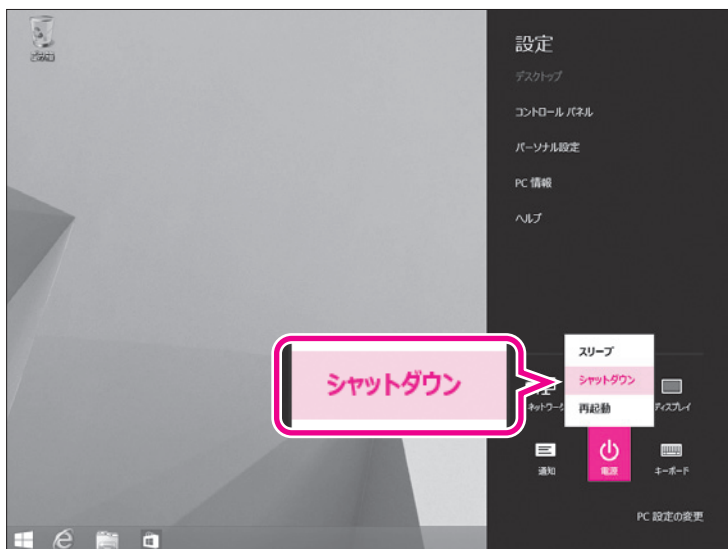 ごみ箱
設定
デスクトップ
コントロール パネル
パーソナル設定
PC 情報
ヘルプ
スリープ
シャットダウン
シャットダウン
再起動
ネットワーク
ディスプレイ
通知
電源
キーボード
PC 設定の変更